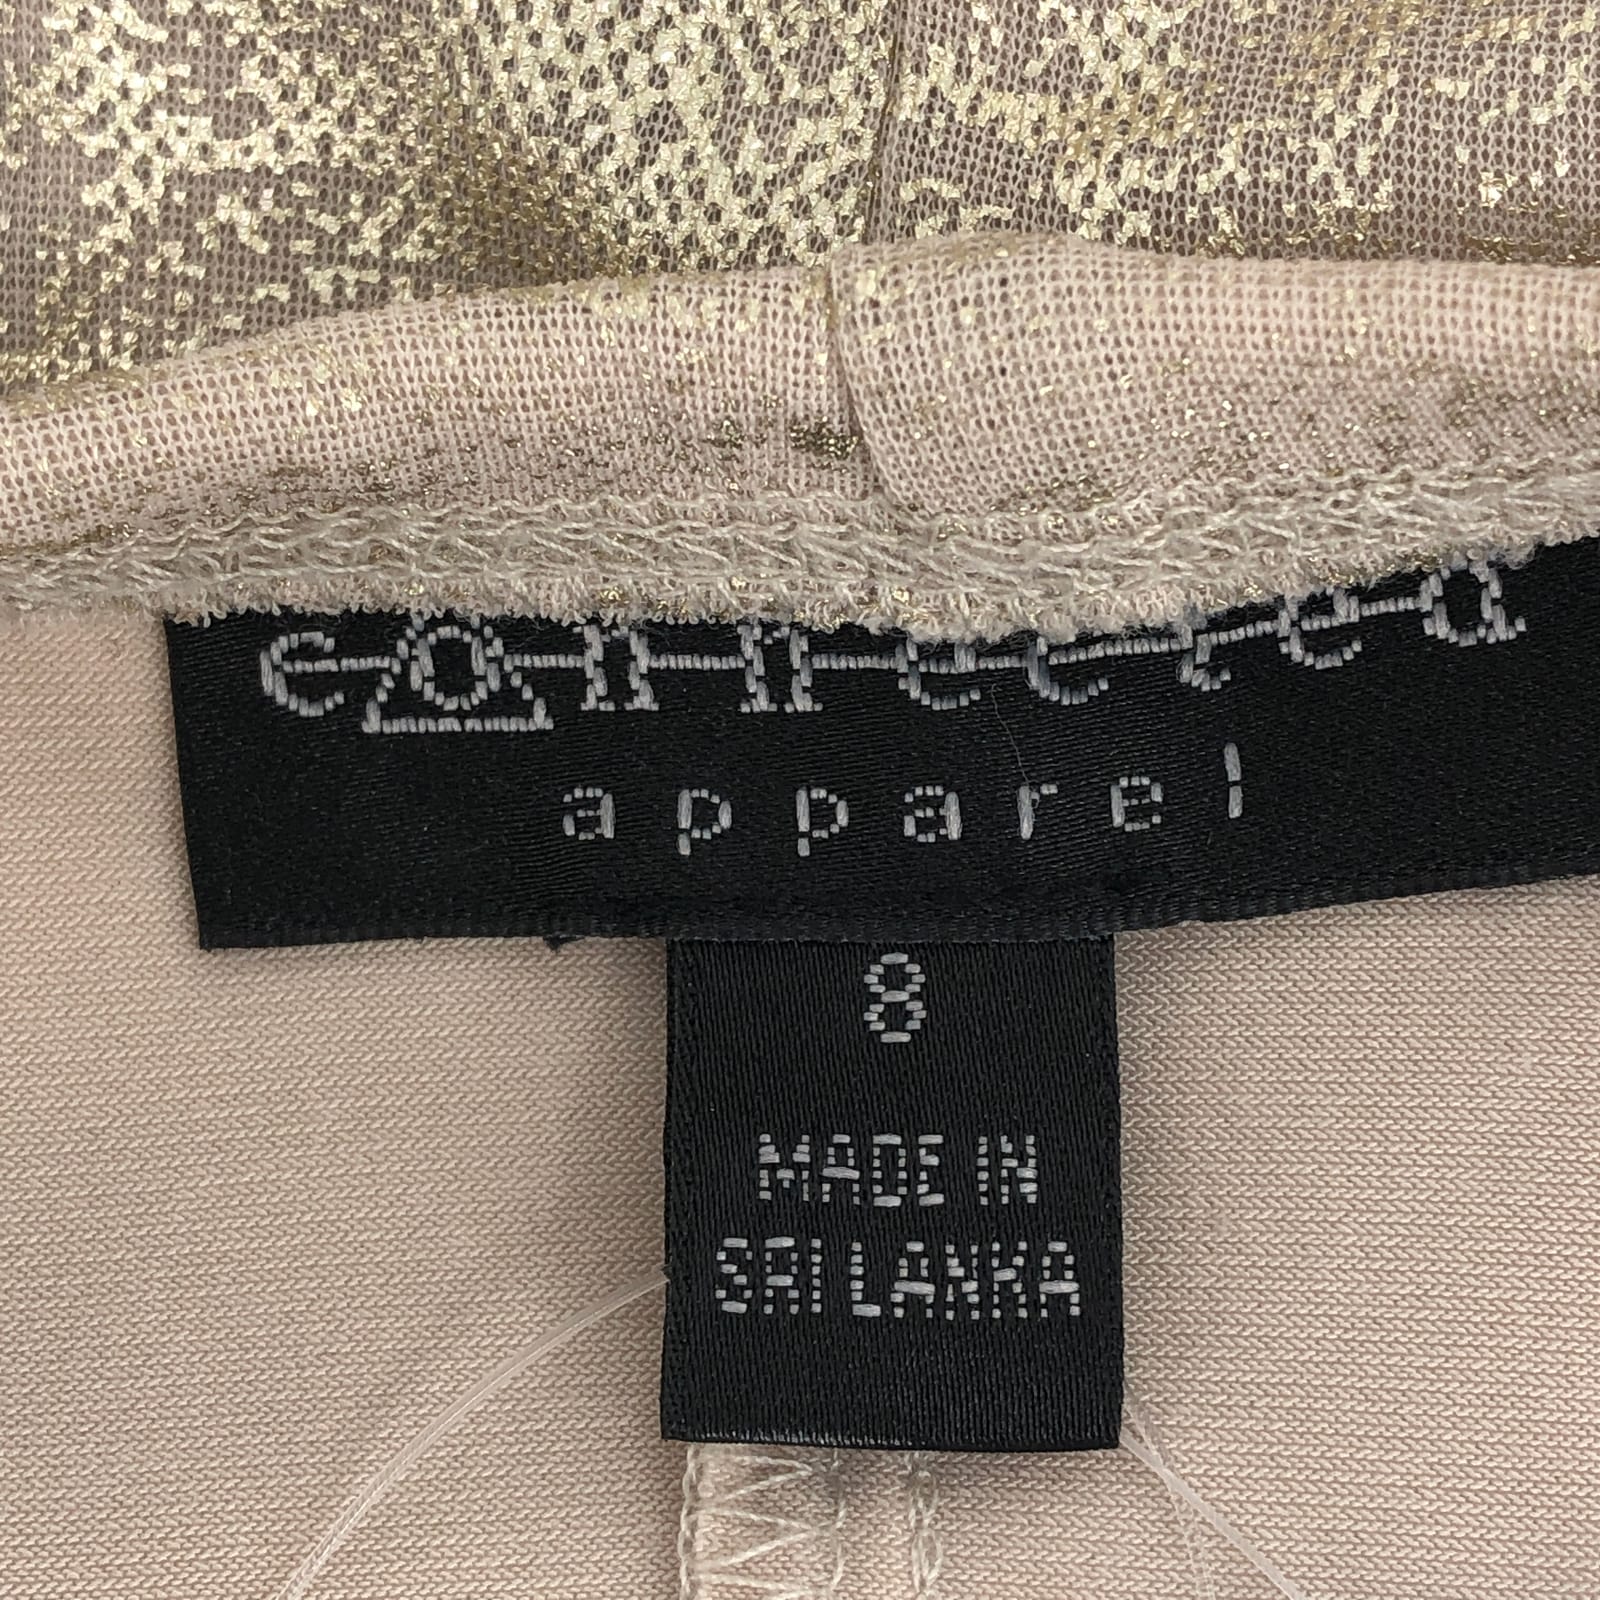 connected
apparel
8
MADE IN
SRI LANKA